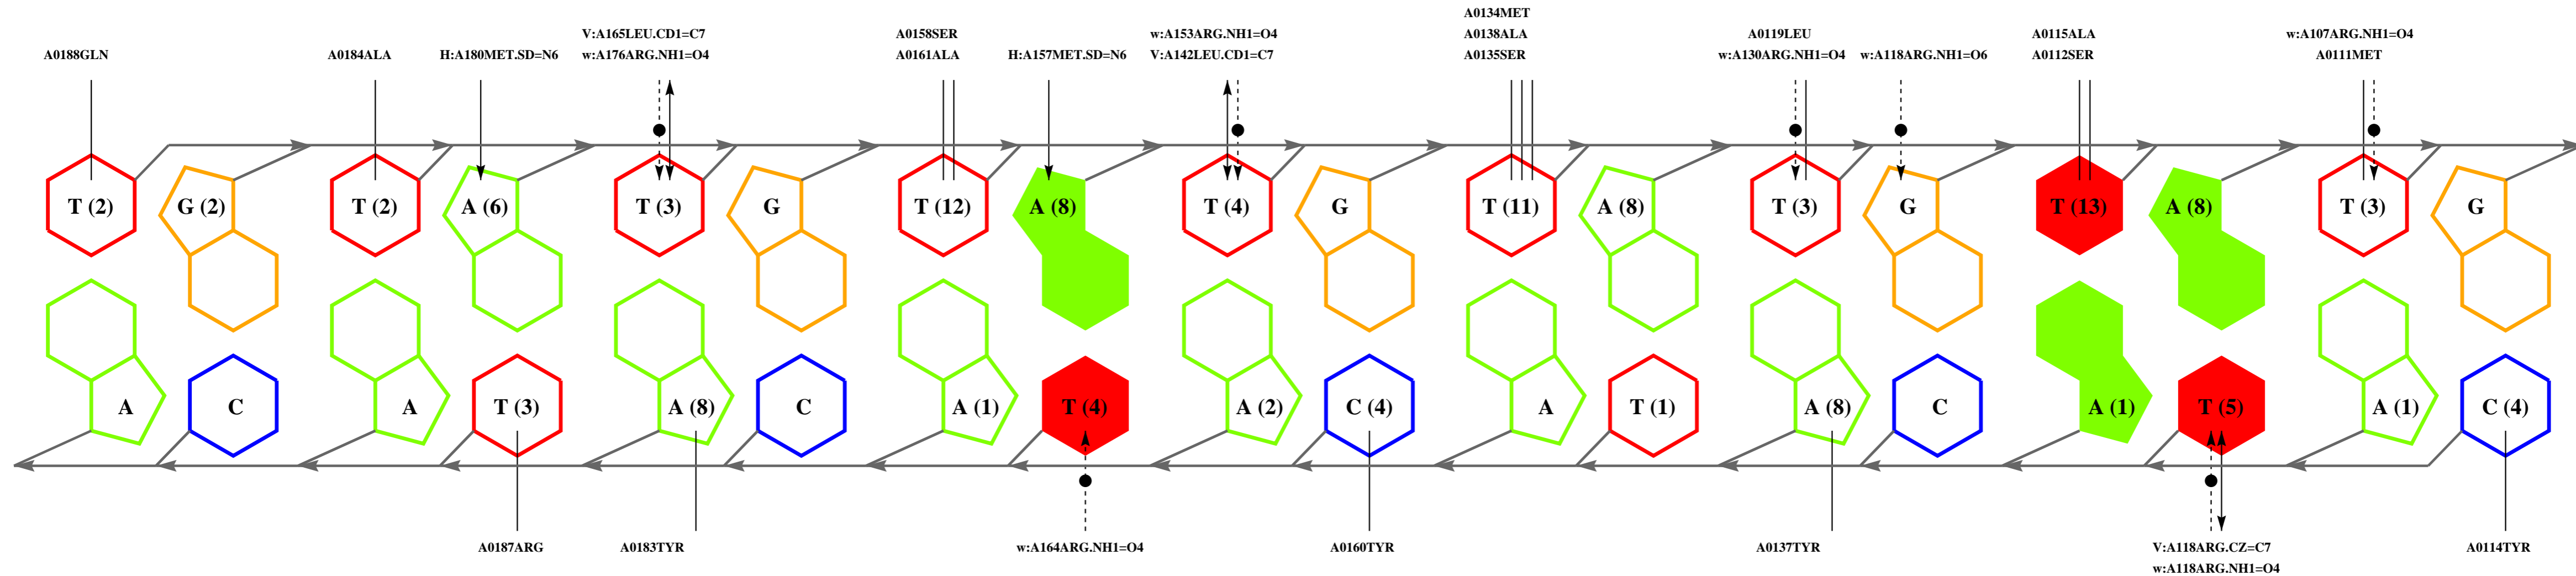 A0134MET
V:A165LEU.CD1=C7 A0158SER w:A153ARG.NH1=O4 A0138ALA A0119LEU A0115ALA w:A107ARG.NH1=O4
A0188GLN A0184ALA H:A180MET.SD=N6 w:A176ARG.NH1=O4 A0161ALA H:A157MET.SD=N6 V:A142LEU.CD1=C7 A0135SER w:A130ARG.NH1=O4 w:A118ARG.NH1=O6 A0112SER A0111MET
T (2) G (2) T (2) A (6) T (3) G T (12) A (8) T (4) G T (11) A (8) T (3) G T (13) A (8) T (3) G
A C A T (3) A (8) C A (1) T (4) A (2) C (4) A T (1) A (8) C A (1) T (5) A (1) C (4)
A0187ARG A0183TYR w:A164ARG.NH1=O4 A0160TYR A0137TYR V:A118ARG.CZ=C7 A0114TYR
w:A118ARG.NH1=O4